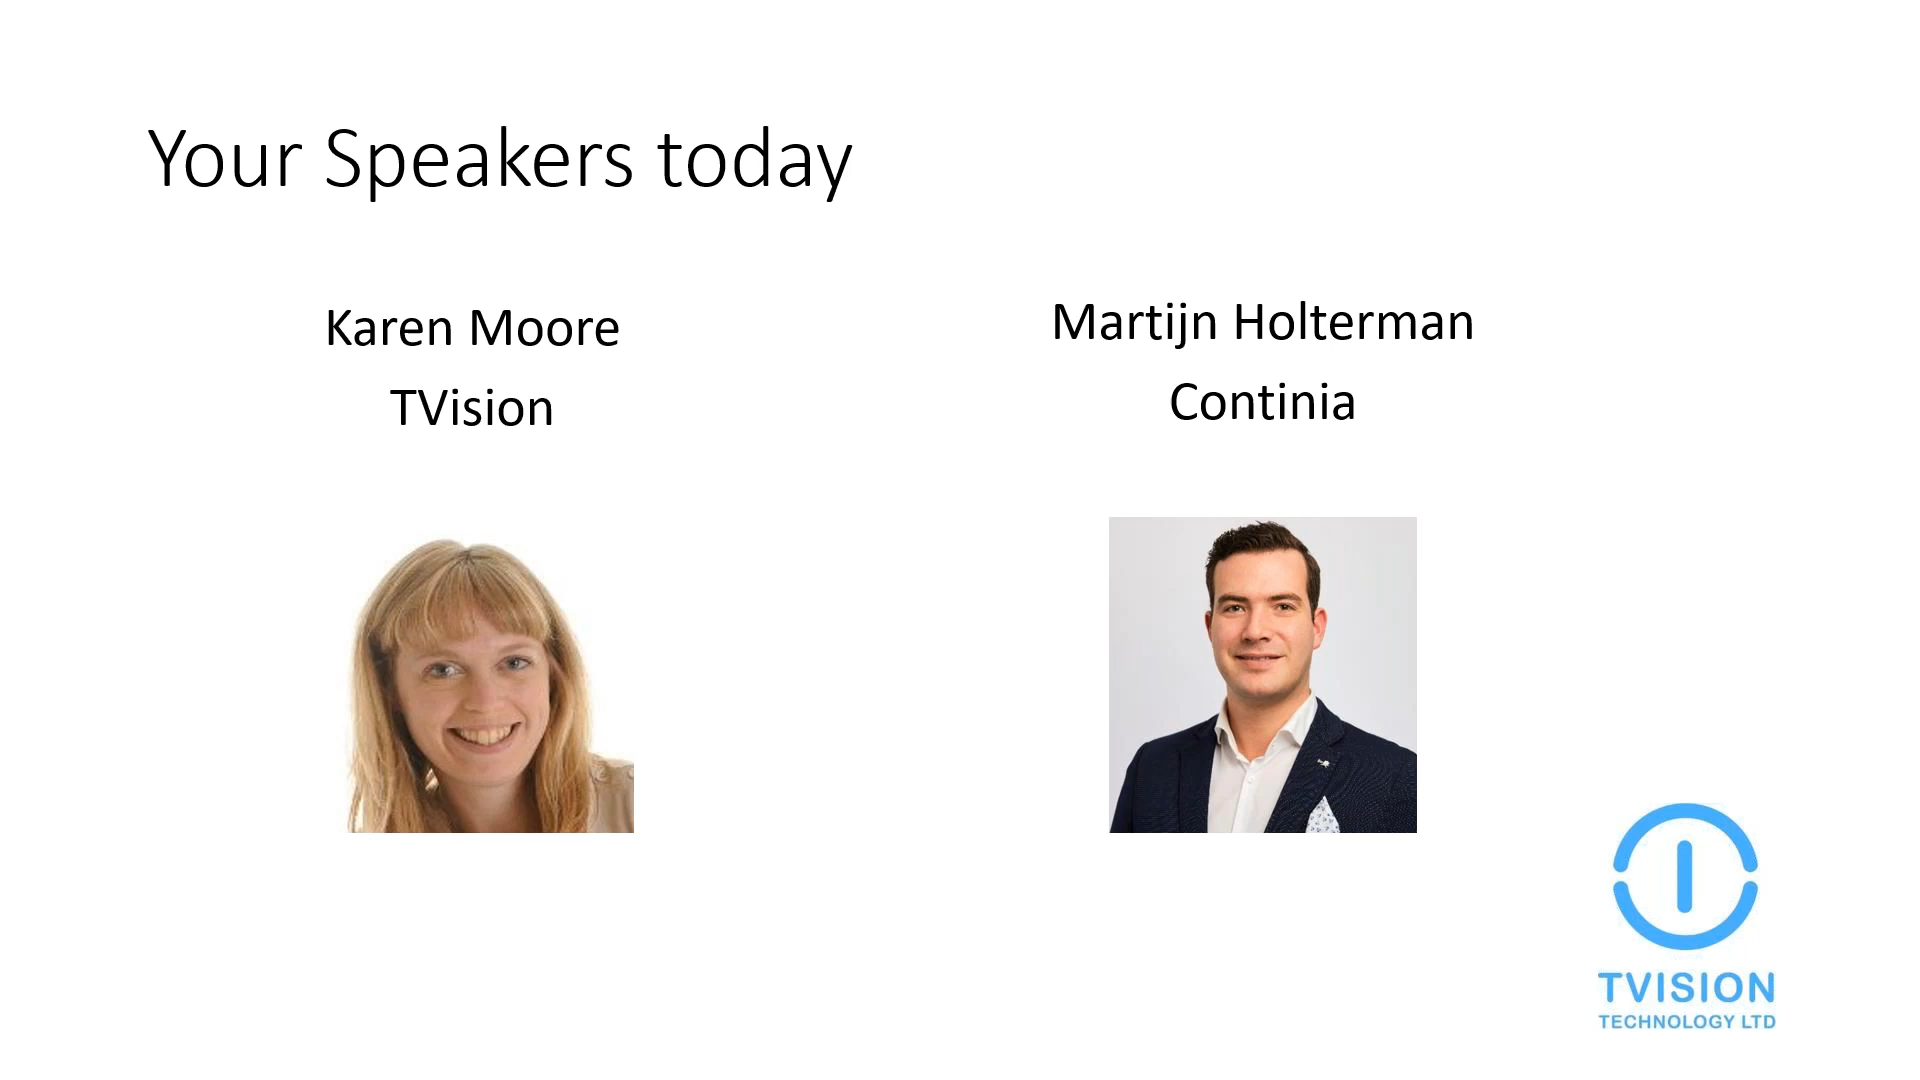 Your Speakers today
Karen Moore
TVision
Martijn Holterman
Continia
TVISION
TECHNOLOGY LTD